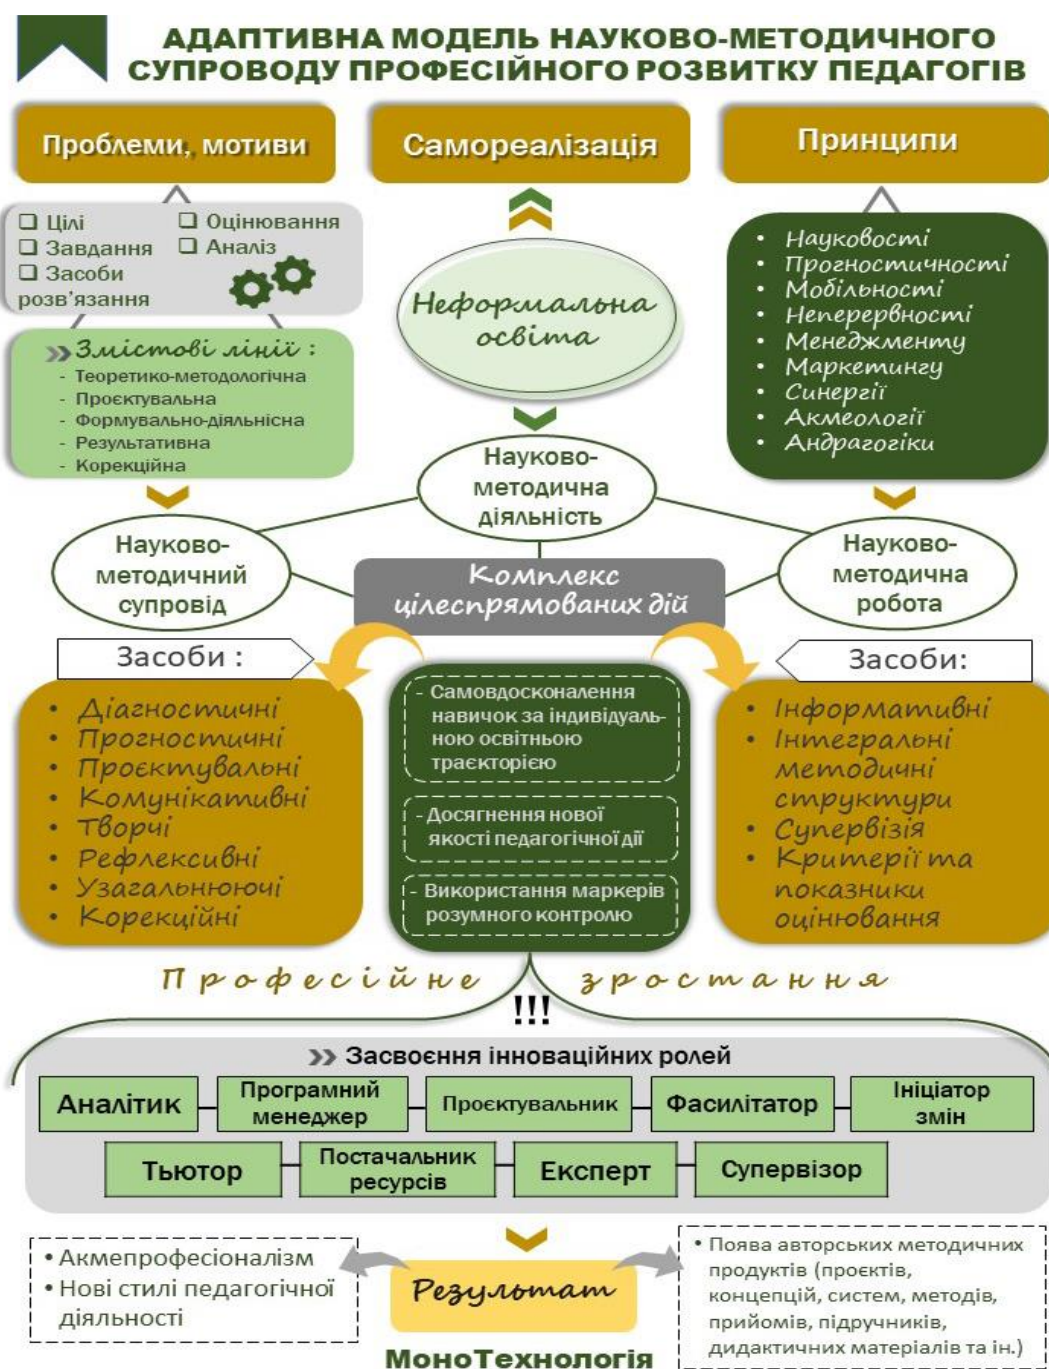 АДАПТИВНА МОДЕЛЬ НАУКОВО-МЕТОДИЧНОГО
СУПРОВОДУ ПРОФЕСІЙНОГО РОЗВИТКУ ПЕДАГОГІВ
Проблеми, мотиви
Самореалізація
Принципи
❑ Цілі
❑ Завдання
❑ Засоби
розв’язання
❑ Оцінювання
❑ Аналіз
Неформальна
освіта
• Науковості
• Прогностичності
• Мобільності
• Неперервності
• Менеджменту
• Маркетингу
• Синергії
• Акмеології
• Андрагогіки
Змістові лінії :
- Теоретико-методологічна
- Проєктувальна
- Формувально-діяльнісна
- Результативна
- Корекційна
Науково-
методична
діяльність
Науково-
методичний
супровід
Комплекс
цілеспрямованих дій
Науково-
методична
робота
Засоби :
• Діагностичні
• Прогностичні
• Проєктувальні
• Комунікативні
• Творчі
• Рефлексивні
• Узагальнюючі
• Корекційні
- Самовдосконалення
навичок за індивідуаль-
ною освітньою
траєкторією
- Досягнення нової
якості педагогічної дії
- Використання маркерів
розумного контролю
Засоби:
• Інформативні
• Інтегральні
методичні
структури
• Супервізія
• Критерії та
показники
оцінювання
Професійне зростання
!!!
Засвоєння інноваційних ролей
Аналітик
Програмний
менеджер
Проєктувальник
Фасилітатор
Ініціатор
змін
Тьютор
Постачальник
ресурсів
Експерт
Супервізор
• Акмепрофесіоналізм
• Нові стилі педагогічної
діяльності
Результат
• Поява авторських методичних
продуктів (проєктів,
концепцій, систем, методів,
прийомів, підручників,
дидактичних матеріалів та ін.)
МоноТехнологія